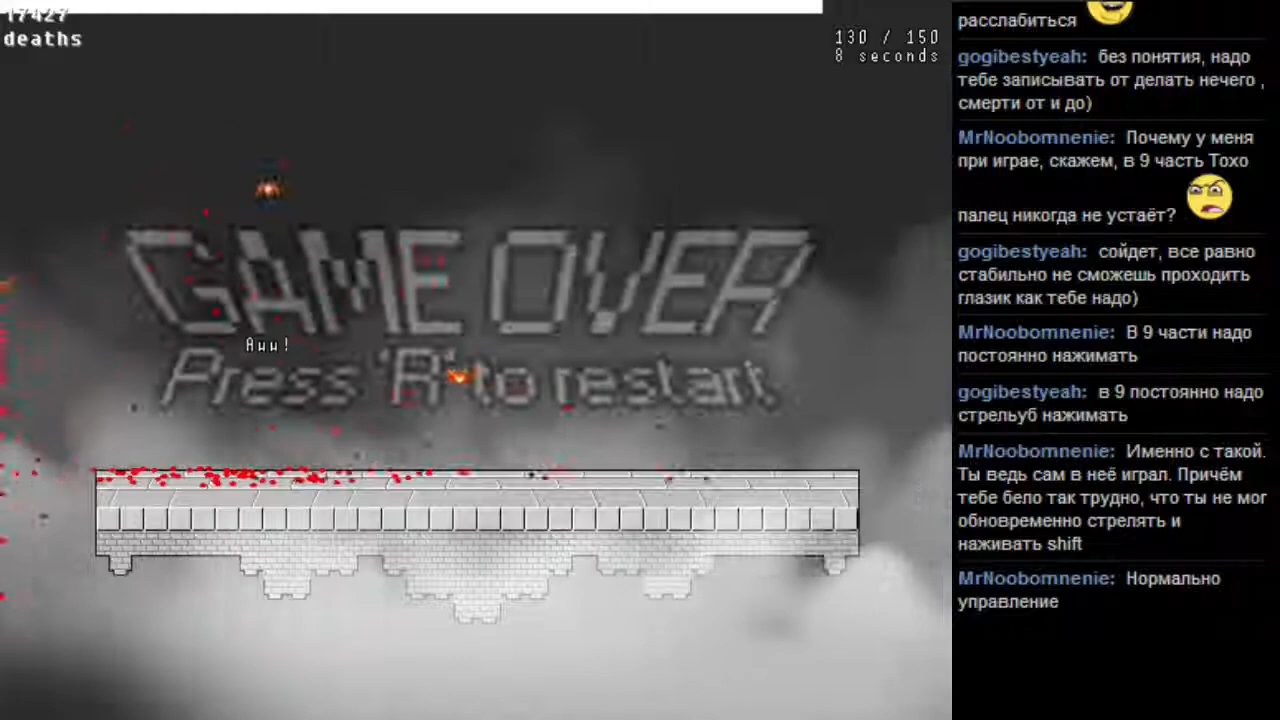 17427
deaths
130 / 150
8 seconds
GAME OVER
Press 'R' to restart
Auu!
расслабиться
gogibestyeah: без понятия, надо
тебе записывать от делать нечего ,
смерти от и до)
MrNoobomnenie: Почему у меня
при играе, скажем, в 9 часть Тохо
палец никогда не устаёт?
gogibestyeah: сойдет, все равно
стабильно не сможешь проходить
глазик как тебе надо)
MrNoobomnenie: В 9 части надо
постоянно нажимать
gogibestyeah: в 9 постоянно надо
стрельуб нажимать
MrNoobomnenie: Именно с такой.
Ты ведь сам в неё играл. Причём
тебе бело так трудно, что ты не мог
обновременно стрелять и
наживать shift
MrNoobomnenie: Нормально
управление